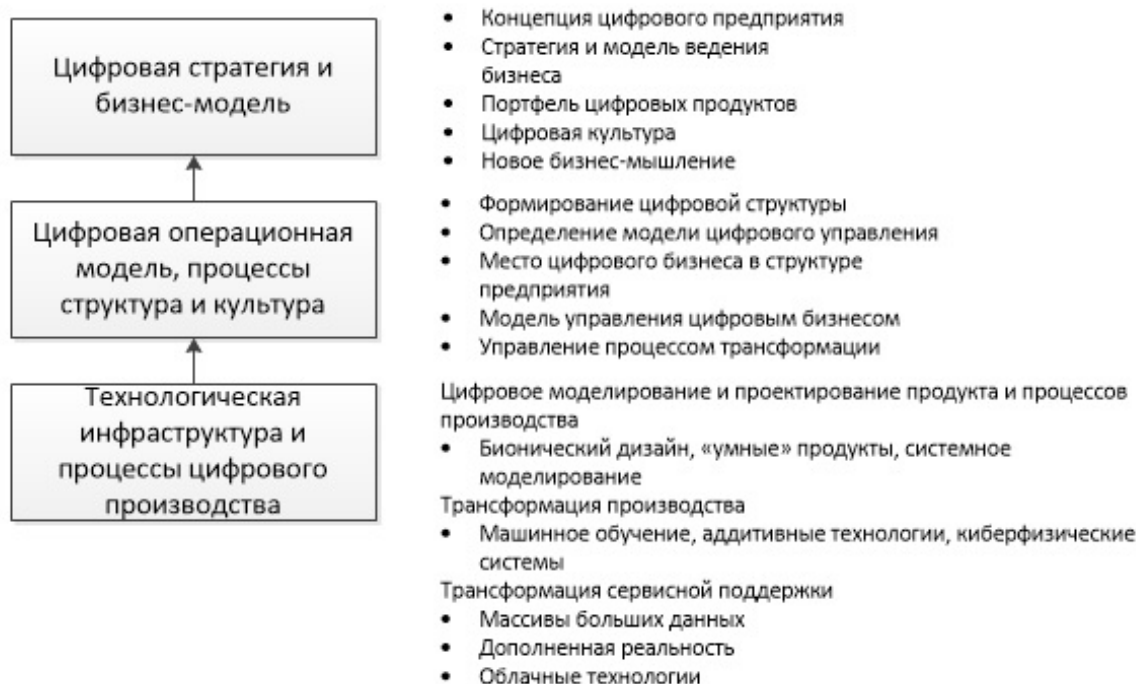 Цифровая стратегия и
бизнес-модель
• Концепция цифрового предприятия
• Стратегия и модель ведения
бизнеса
• Портфель цифровых продуктов
• Цифровая культура
• Новое бизнес-мышление
Цифровая операционная
модель, процессы
структура и культура
• Формирование цифровой структуры
• Определение модели цифрового управления
• Место цифрового бизнеса в структуре
предприятия
• Модель управления цифровым бизнесом
• Управление процессом трансформации
Технологическая
инфраструктура и
процессы цифрового
производства
Цифровое моделирование и проектирование продукта и процессов
производства
• Бионический дизайн, «умные» продукты, системное
моделирование
Трансформация производства
• Машинное обучение, аддитивные технологии, киберфизические
системы
Трансформация сервисной поддержки
• Массивы больших данных
• Дополненная реальность
• Облачные технологии